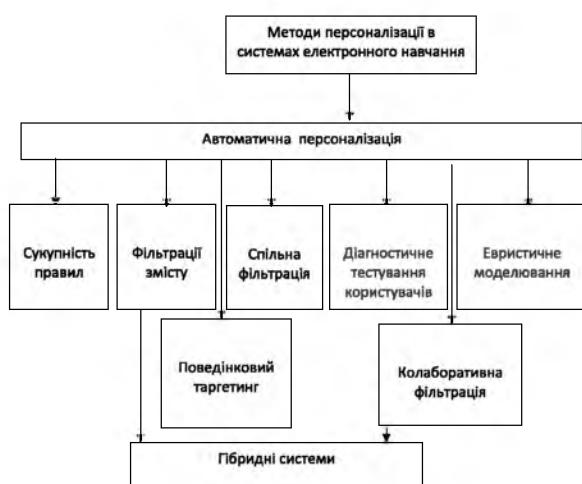 Методи персоналізації в
системах електронного навчання
Автоматична персоналізація
Сукупність
правил
Фільтрації
змісту
Спільна
фільтрація
Діагностичне
тестування
користувачів
Евристичне
моделювання
Поведінковий
таргетинг
Колаборативна
фільтрація
Гібридні системи